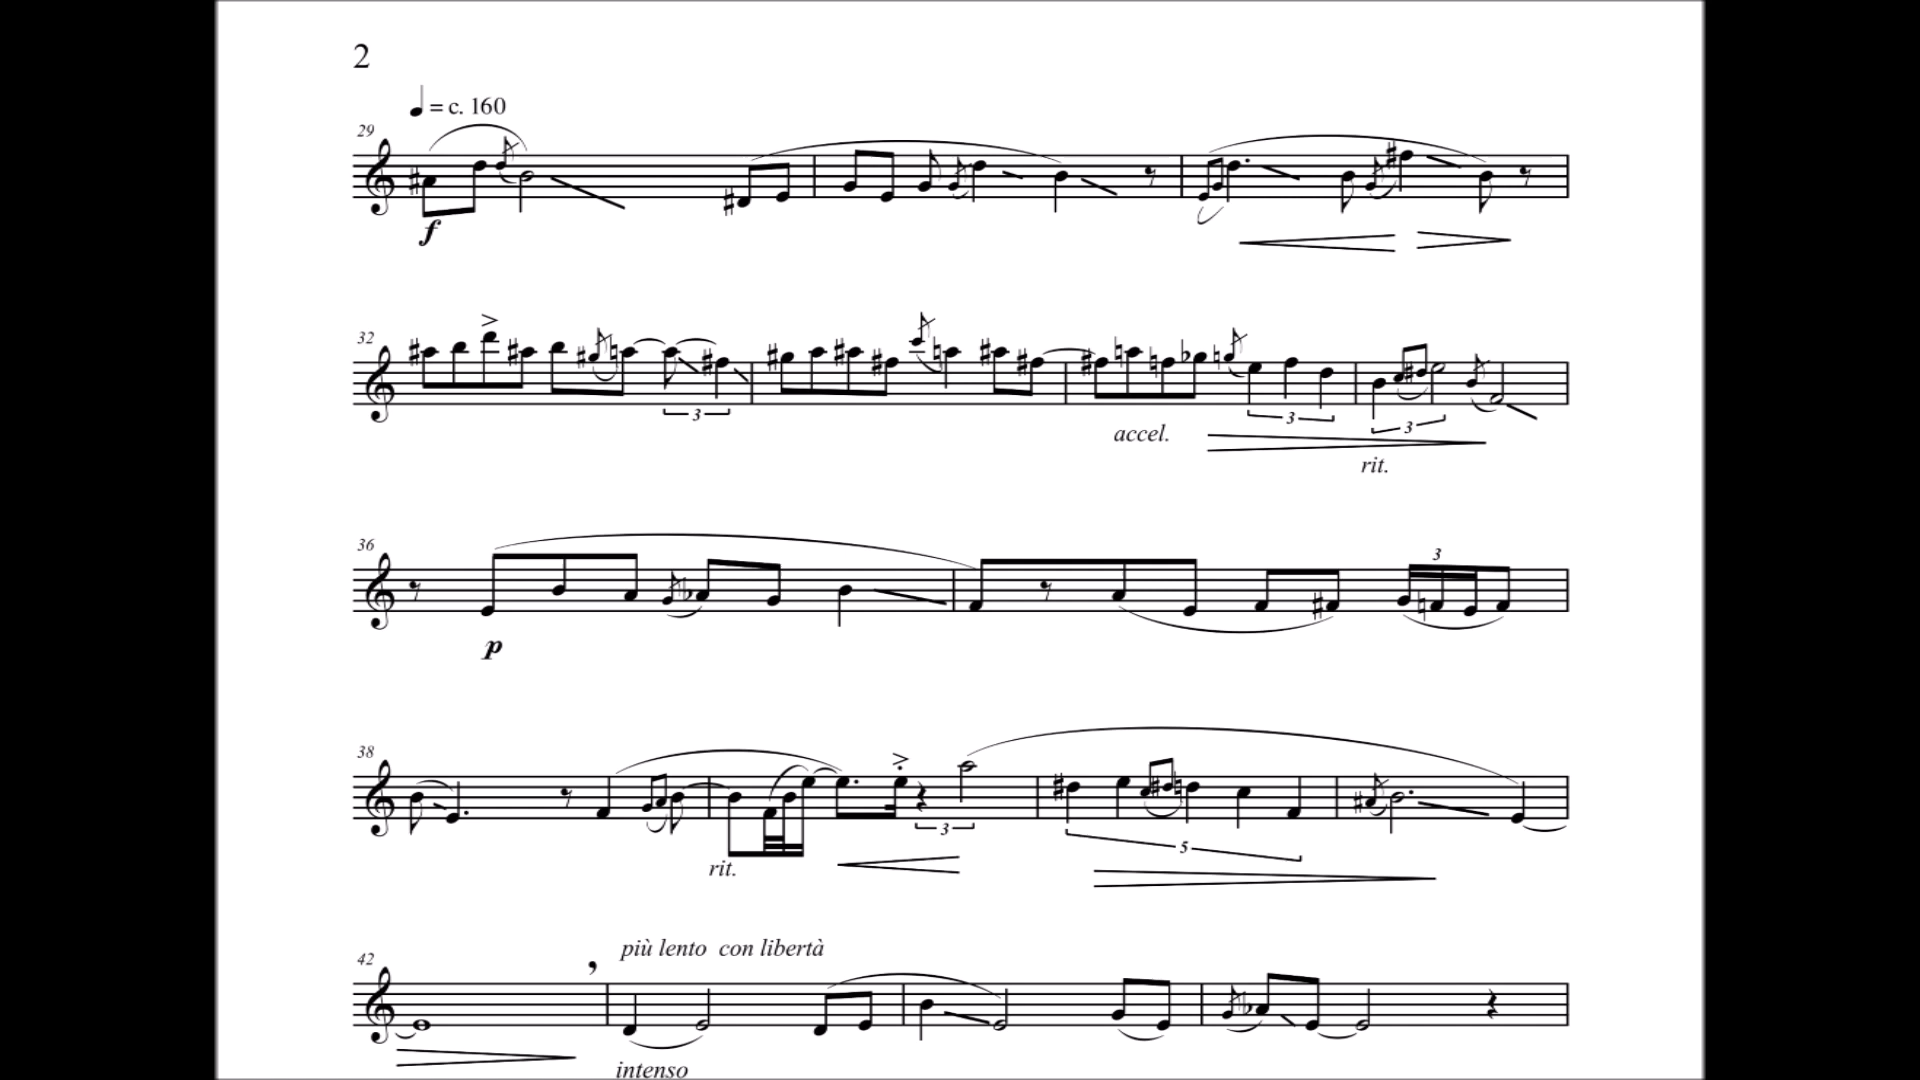 2
♩ = c. 160
29
f
32
3
3
3
accel.
rit.
36
3
p
38
3
5
rit.
42
più lento con libertà
intenso